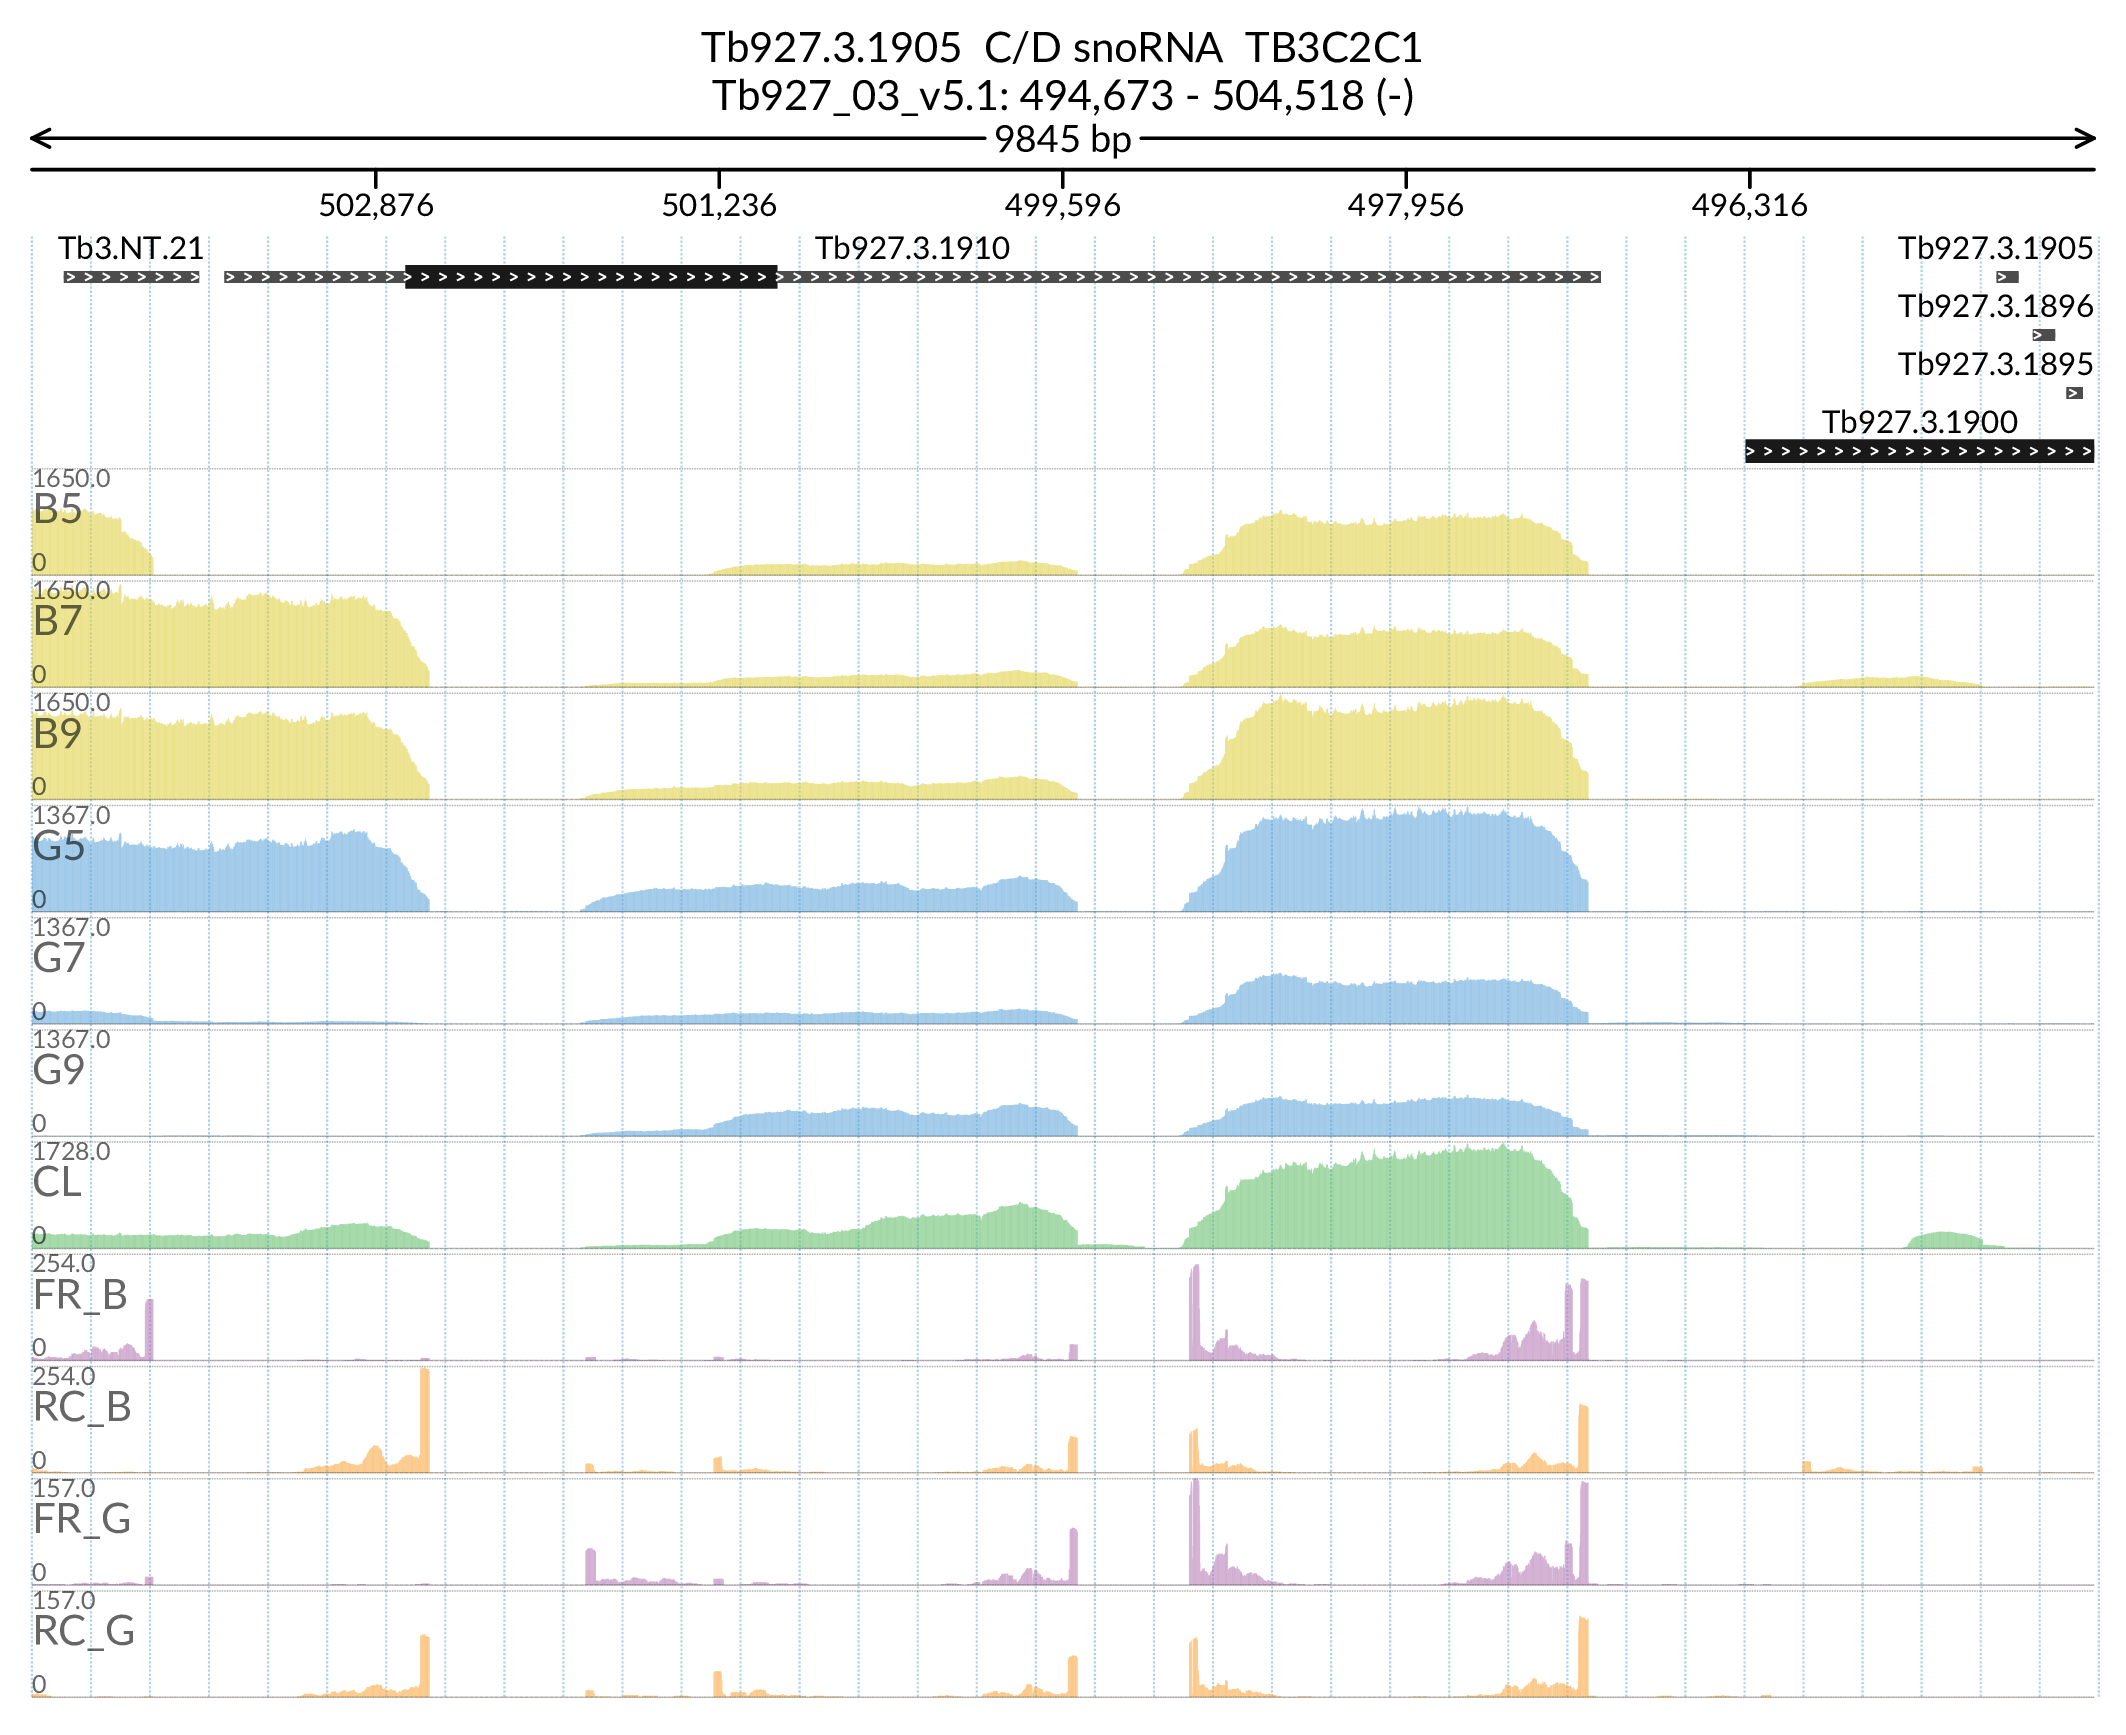 Tb927.3.1905  C/D snoRNA  TB3C2C1
Tb927_03_v5.1: 494,673 - 504,518 (-)
9845 bp
502,876 501,236 499,596 497,956 496,316
Tb3.NT.21 Tb927.3.1910 Tb927.3.1905
Tb927.3.1896
Tb927.3.1895
Tb927.3.1900
1650.0
B5
0
1650.0
B7
0
1650.0
B9
0
1367.0
G5
0
1367.0
G7
0
1367.0
G9
0
1728.0
CL
0
254.0
FR_B
0
254.0
RC_B
0
157.0
FR_G
0
157.0
RC_G
0